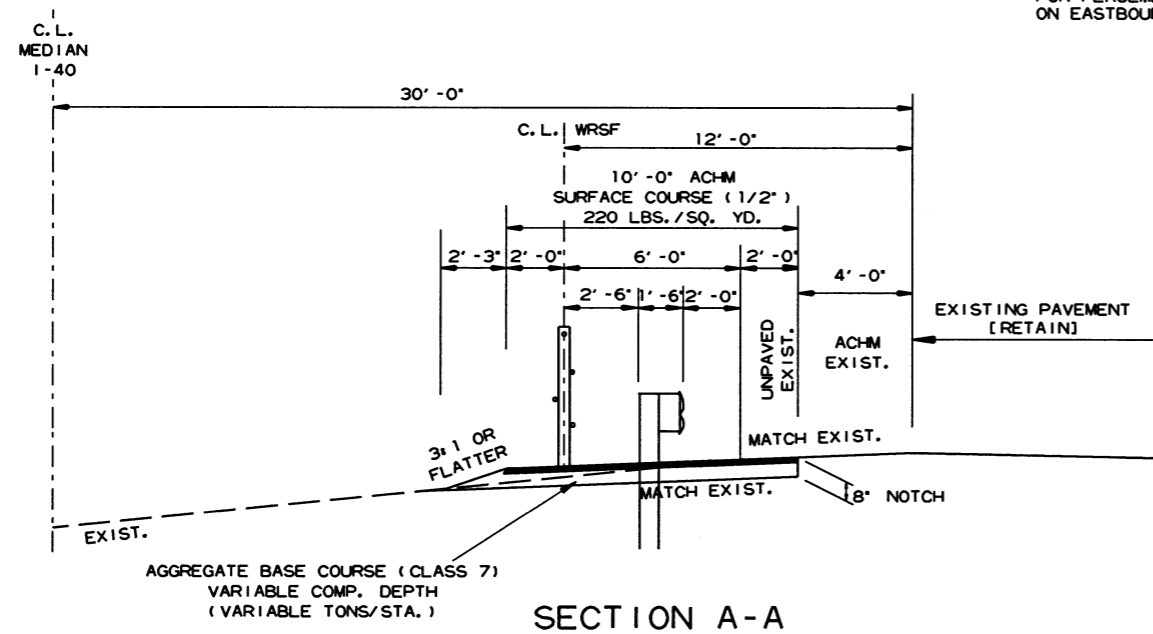 FOR PERSEM
ON EASTBOU
C. L.
MEDIAN
I-40
30'-0"
C. L. WRSF
12'-0"
10'-0" ACHM
SURFACE COURSE (1/2")
220 LBS./SQ. YD.
2'-3" 2'-0" 6'-0" 2'-0"
4'-0"
2'-6" 1'-6" 2'-0"
EXISTING PAVEMENT
[RETAIN]
UNPAVED
EXIST.
ACHM
EXIST.
3:1 OR
FLATTER
MATCH EXIST.
MATCH EXIST.
8" NOTCH
EXIST.
AGGREGATE BASE COURSE (CLASS 7)
VARIABLE COMP. DEPTH
(VARIABLE TONS/STA.)
SECTION A-A